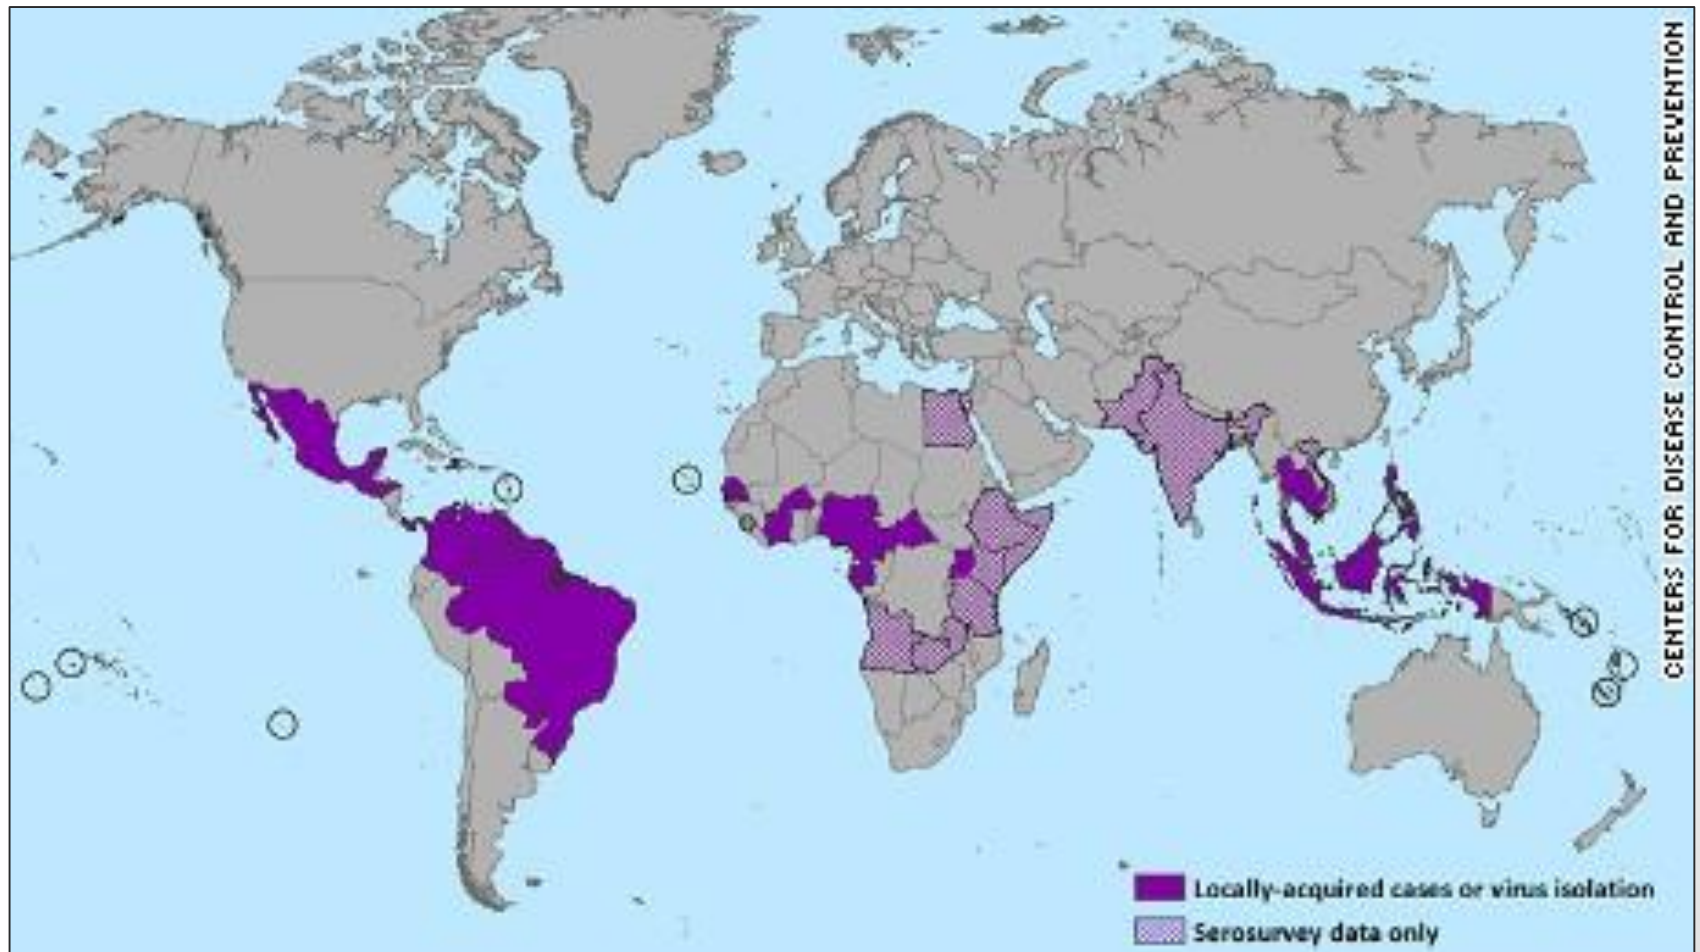 CENTERS FOR DISEASE CONTROL AND PREVENTION
Locally-acquired cases or virus isolation
Serosurvey data only